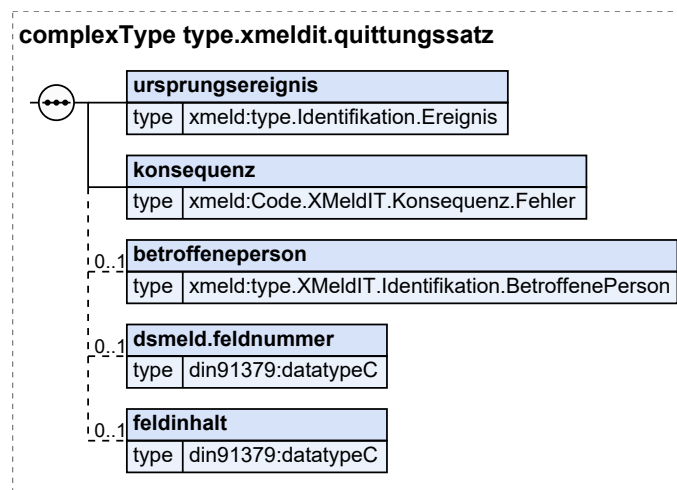 complexType type.xmeldit.quittungssatz
ursprungsereignis
type xmeld:type.Identifikation.Ereignis
konsequenz
type xmeld:Code.XMeldIT.Konsequenz.Fehler
0..1 betroffeneperson
type xmeld:type.XMeldIT.Identifikation.BetroffenePerson
0..1 dsmeld.feldnummer
type din91379:datatypeC
0..1 feldinhalt
type din91379:datatypeC